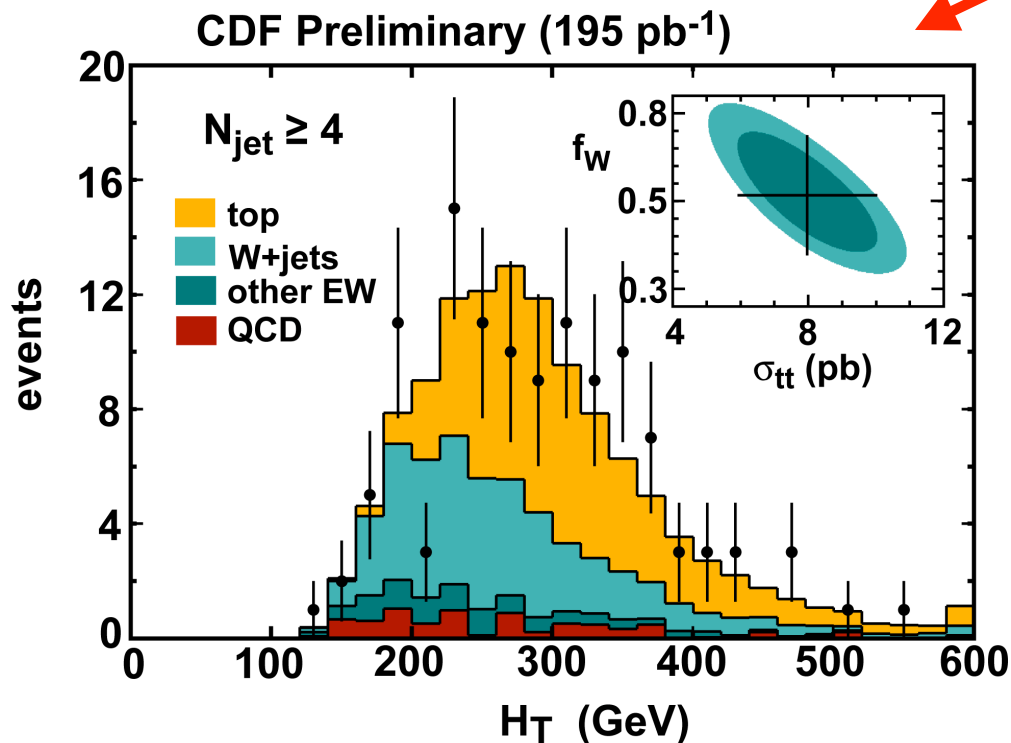 CDF Preliminary (195 pb-1)
20
16
12
8
4
0
events
Njet ≥ 4
top
W+jets
other EW
QCD
fW
0.8
0.5
0.3
4 8 12
σtt (pb)
0 100 200 300 400 500 600
HT (GeV)